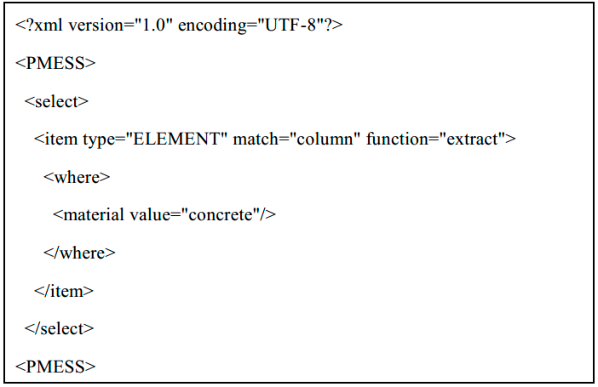 <?xml version="1.0" encoding="UTF-8"?>
<PMESS>
<select>
<item type="ELEMENT" match="column" function="extract">
<where>
<material value="concrete"/>
</where>
</item>
</select>
<PMESS>